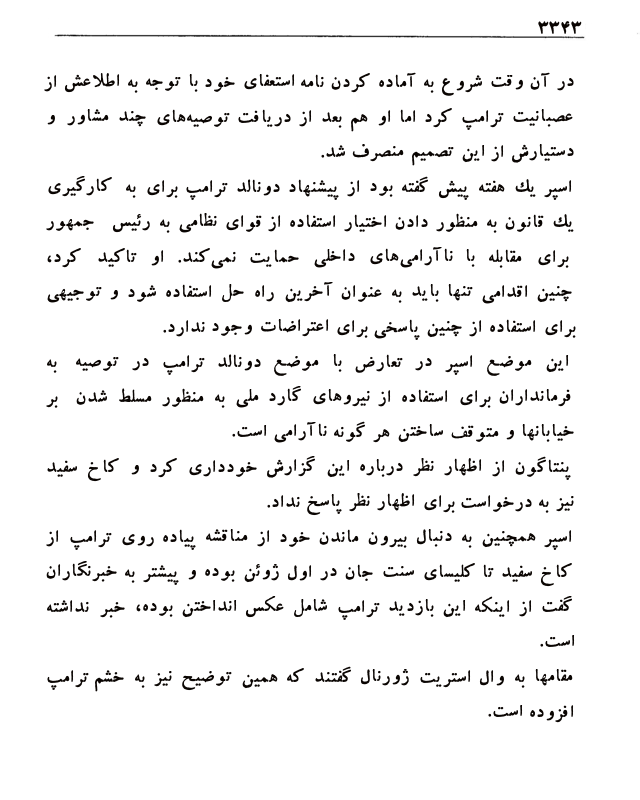 ۳۳۴۳
در آن وقت شروع به آماده کردن نامه استعفای خود با توجه به اطلاعش از
عصبانیت ترامپ کرد اما او هم بعد از دریافت توصیه‌های چند مشاور و
دستیارش از این تصمیم منصرف شد.
اسپر یك هفته پیش گفته بود از پیشنهاد دونالد ترامپ برای به کارگیری
یك قانون به منظور دادن اختیار استفاده از قوای نظامی به رئیس جمهور
برای مقابله با ناآرامی‌های داخلی حمایت نمی‌کند. او تاکید کرد،
چنین اقدامی تنها باید به عنوان آخرین راه حل استفاده شود و توجیهی
برای استفاده از چنین پاسخی برای اعتراضات وجود ندارد.
این موضع اسپر در تعارض با موضع دونالد ترامپ در توصیه به
فرمانداران برای استفاده از نیروهای گارد ملی به منظور مسلط شدن بر
خیابانها و متوقف ساختن هر گونه ناآرامی است.
پنتاگون از اظهار نظر درباره این گزارش خودداری کرد و کاخ سفید
نیز به درخواست برای اظهار نظر پاسخ نداد.
اسپر همچنین به دنبال بیرون ماندن خود از مناقشه پیاده روی ترامپ از
کاخ سفید تا کلیسای سنت جان در اول ژوئن بوده و پیشتر به خبرنگاران
گفت از اینکه این بازدید ترامپ شامل عکس انداختن بوده، خبر نداشته
است.
مقامها به وال استریت ژورنال گفتند که همین توضیح نیز به خشم ترامپ
افزوده است.